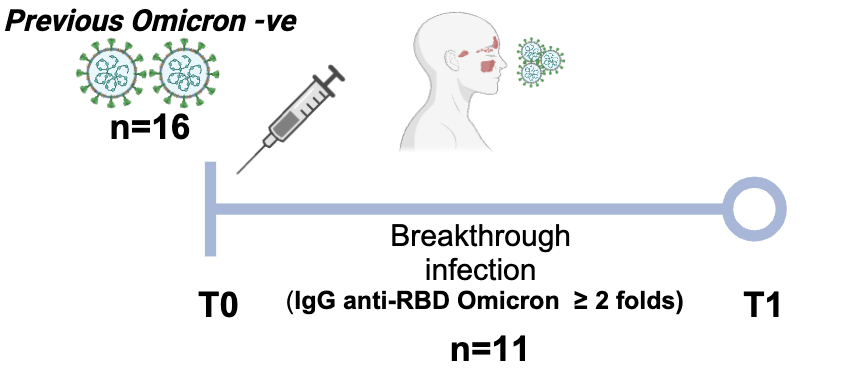 Previous Omicron -ve
n=16
Breakthrough
infection
T0 (IgG anti-RBD Omicron ≥ 2 folds) T1
n=11